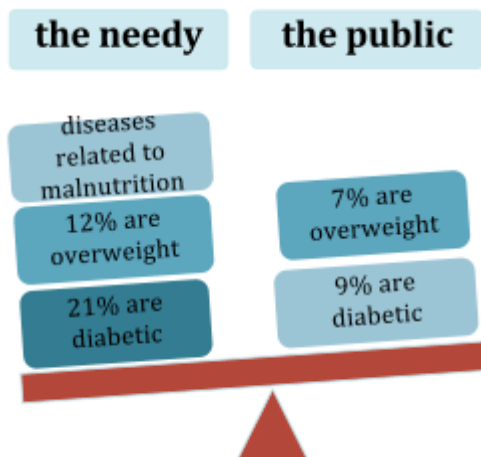 the needy
the public
diseases
related to
malnutrition
12% are
overweight
21% are
diabetic
7% are
overweight
9% are
diabetic